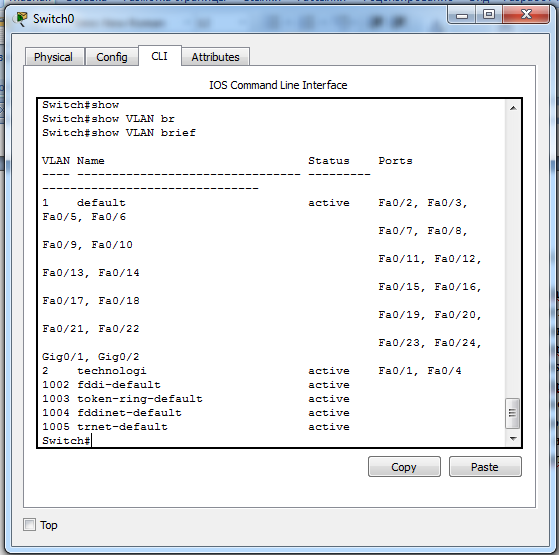 Switch0
Physical Config CLI Attributes
IOS Command Line Interface
Switch#show
Switch#show VLAN br
Switch#show VLAN brief
VLAN Name                             Status    Ports
---- -------------------------------- ---------
-------------------------------
1    default                          active    Fa0/2, Fa0/3,
Fa0/5, Fa0/6
                                                Fa0/7, Fa0/8,
Fa0/9, Fa0/10
                                                Fa0/11, Fa0/12,
Fa0/13, Fa0/14
                                                Fa0/15, Fa0/16,
Fa0/17, Fa0/18
                                                Fa0/19, Fa0/20,
Fa0/21, Fa0/22
                                                Fa0/23, Fa0/24,
Gig0/1, Gig0/2
2    technologi                       active    Fa0/1, Fa0/4
1002 fddi-default                     active
1003 token-ring-default               active
1004 fddinet-default                  active
1005 trnet-default                    active
Switch#
Copy Paste
Top